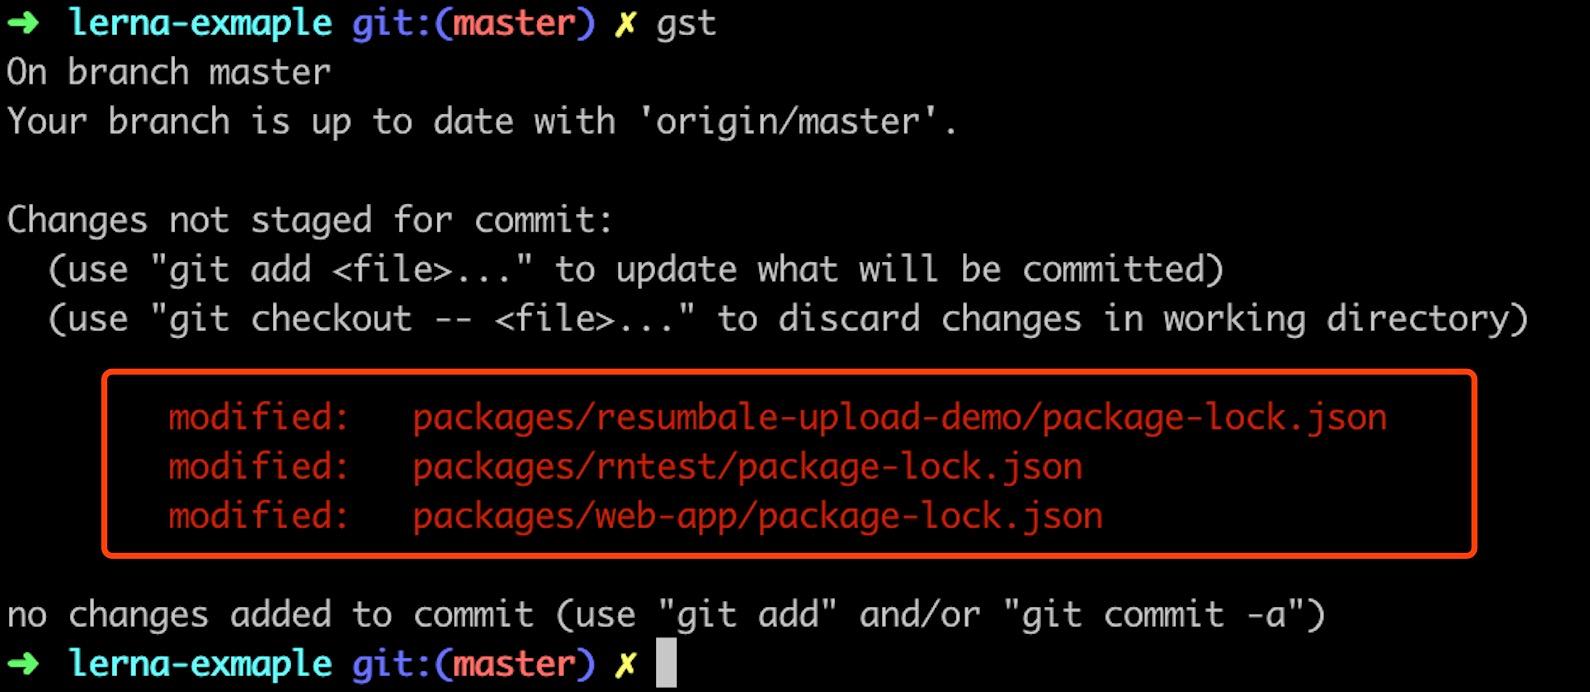 ➜ lerna-exmaple git:(master) ✗ gst
On branch master
Your branch is up to date with 'origin/master'.
Changes not staged for commit:
(use "git add <file>..." to update what will be committed)
(use "git checkout -- <file>..." to discard changes in working directory)
modified: packages/resumbale-upload-demo/package-lock.json
modified: packages/rntest/package-lock.json
modified: packages/web-app/package-lock.json
no changes added to commit (use "git add" and/or "git commit -a")
➜ lerna-exmaple git:(master) ✗